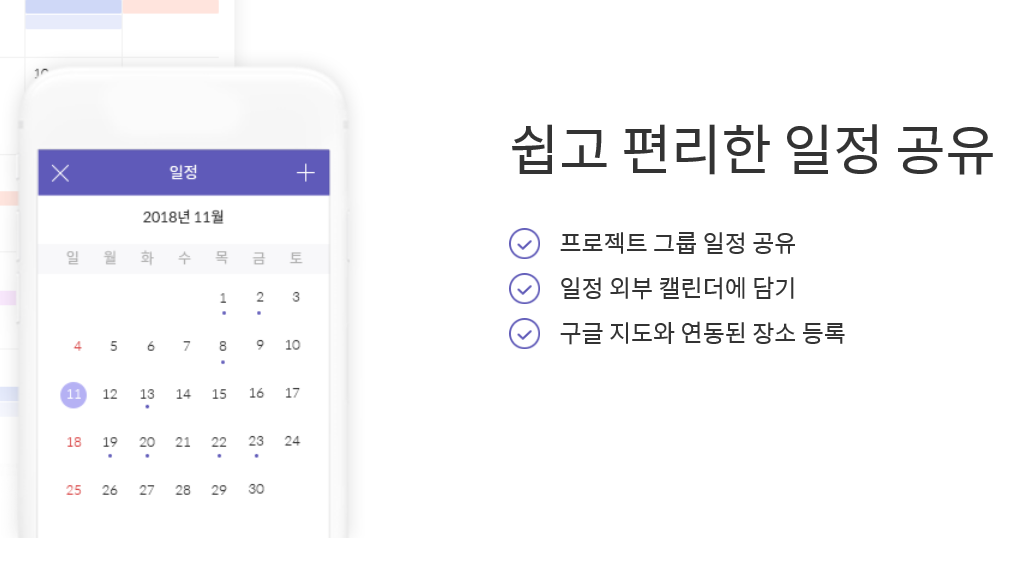 10
일정
2018년 11월
일 월 화 수 목 금 토
1 2 3
4 5 6 7 8 9 10
11 12 13 14 15 16 17
18 19 20 21 22 23 24
25 26 27 28 29 30
쉽고 편리한 일정 공유
프로젝트 그룹 일정 공유
일정 외부 캘린더에 담기
구글 지도와 연동된 장소 등록